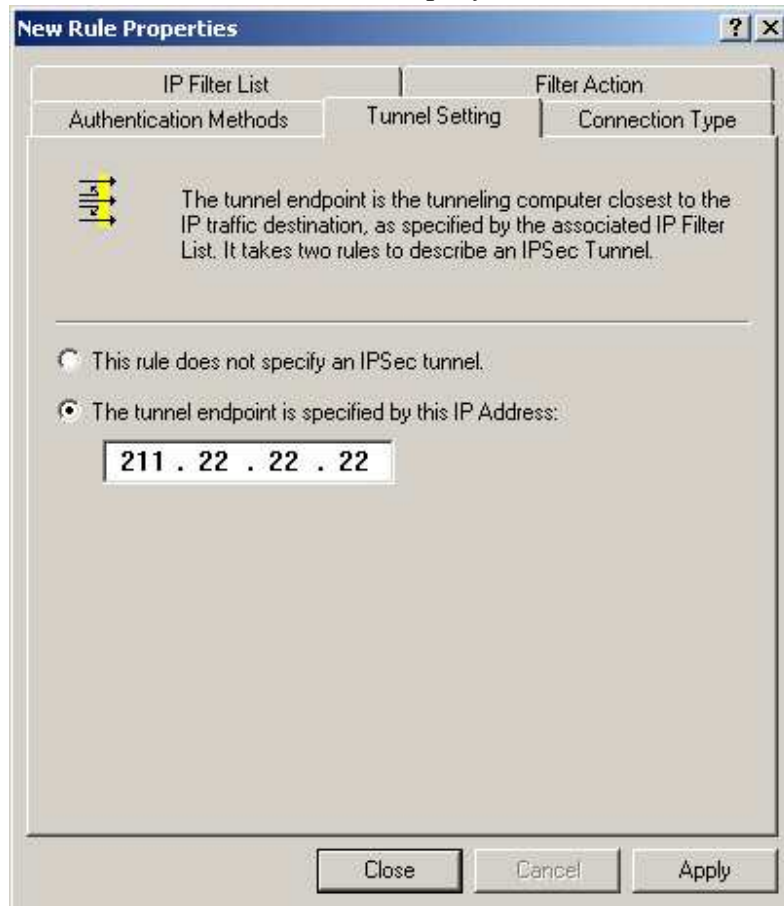 New Rule Properties
IP Filter List
Filter Action
Authentication Methods
Tunnel Setting
Connection Type
The tunnel endpoint is the tunneling computer closest to the
IP traffic destination, as specified by the associated IP Filter
List. It takes two rules to describe an IPSec Tunnel.
This rule does not specify an IPSec tunnel.
The tunnel endpoint is specified by this IP Address:
211 . 22 . 22 . 22
Close
Cancel
Apply